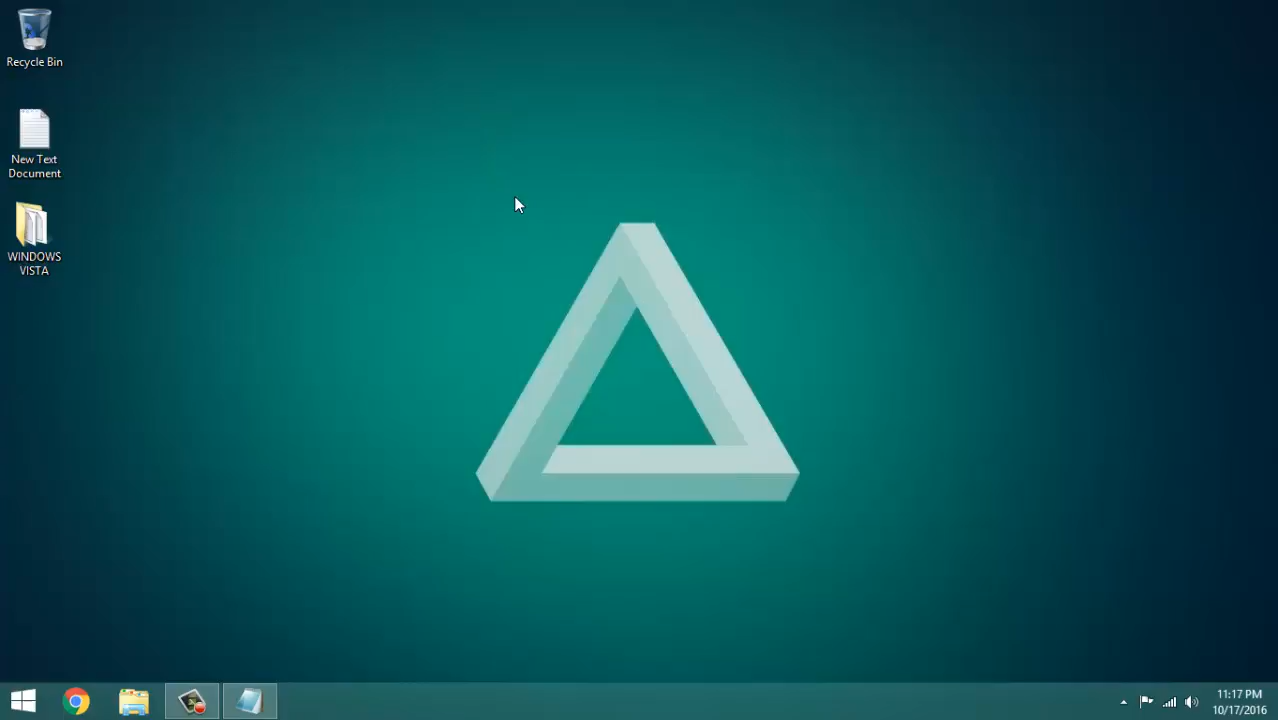 Recycle Bin
New Text
Document
WINDOWS
VISTA
11:17 PM
10/17/2016